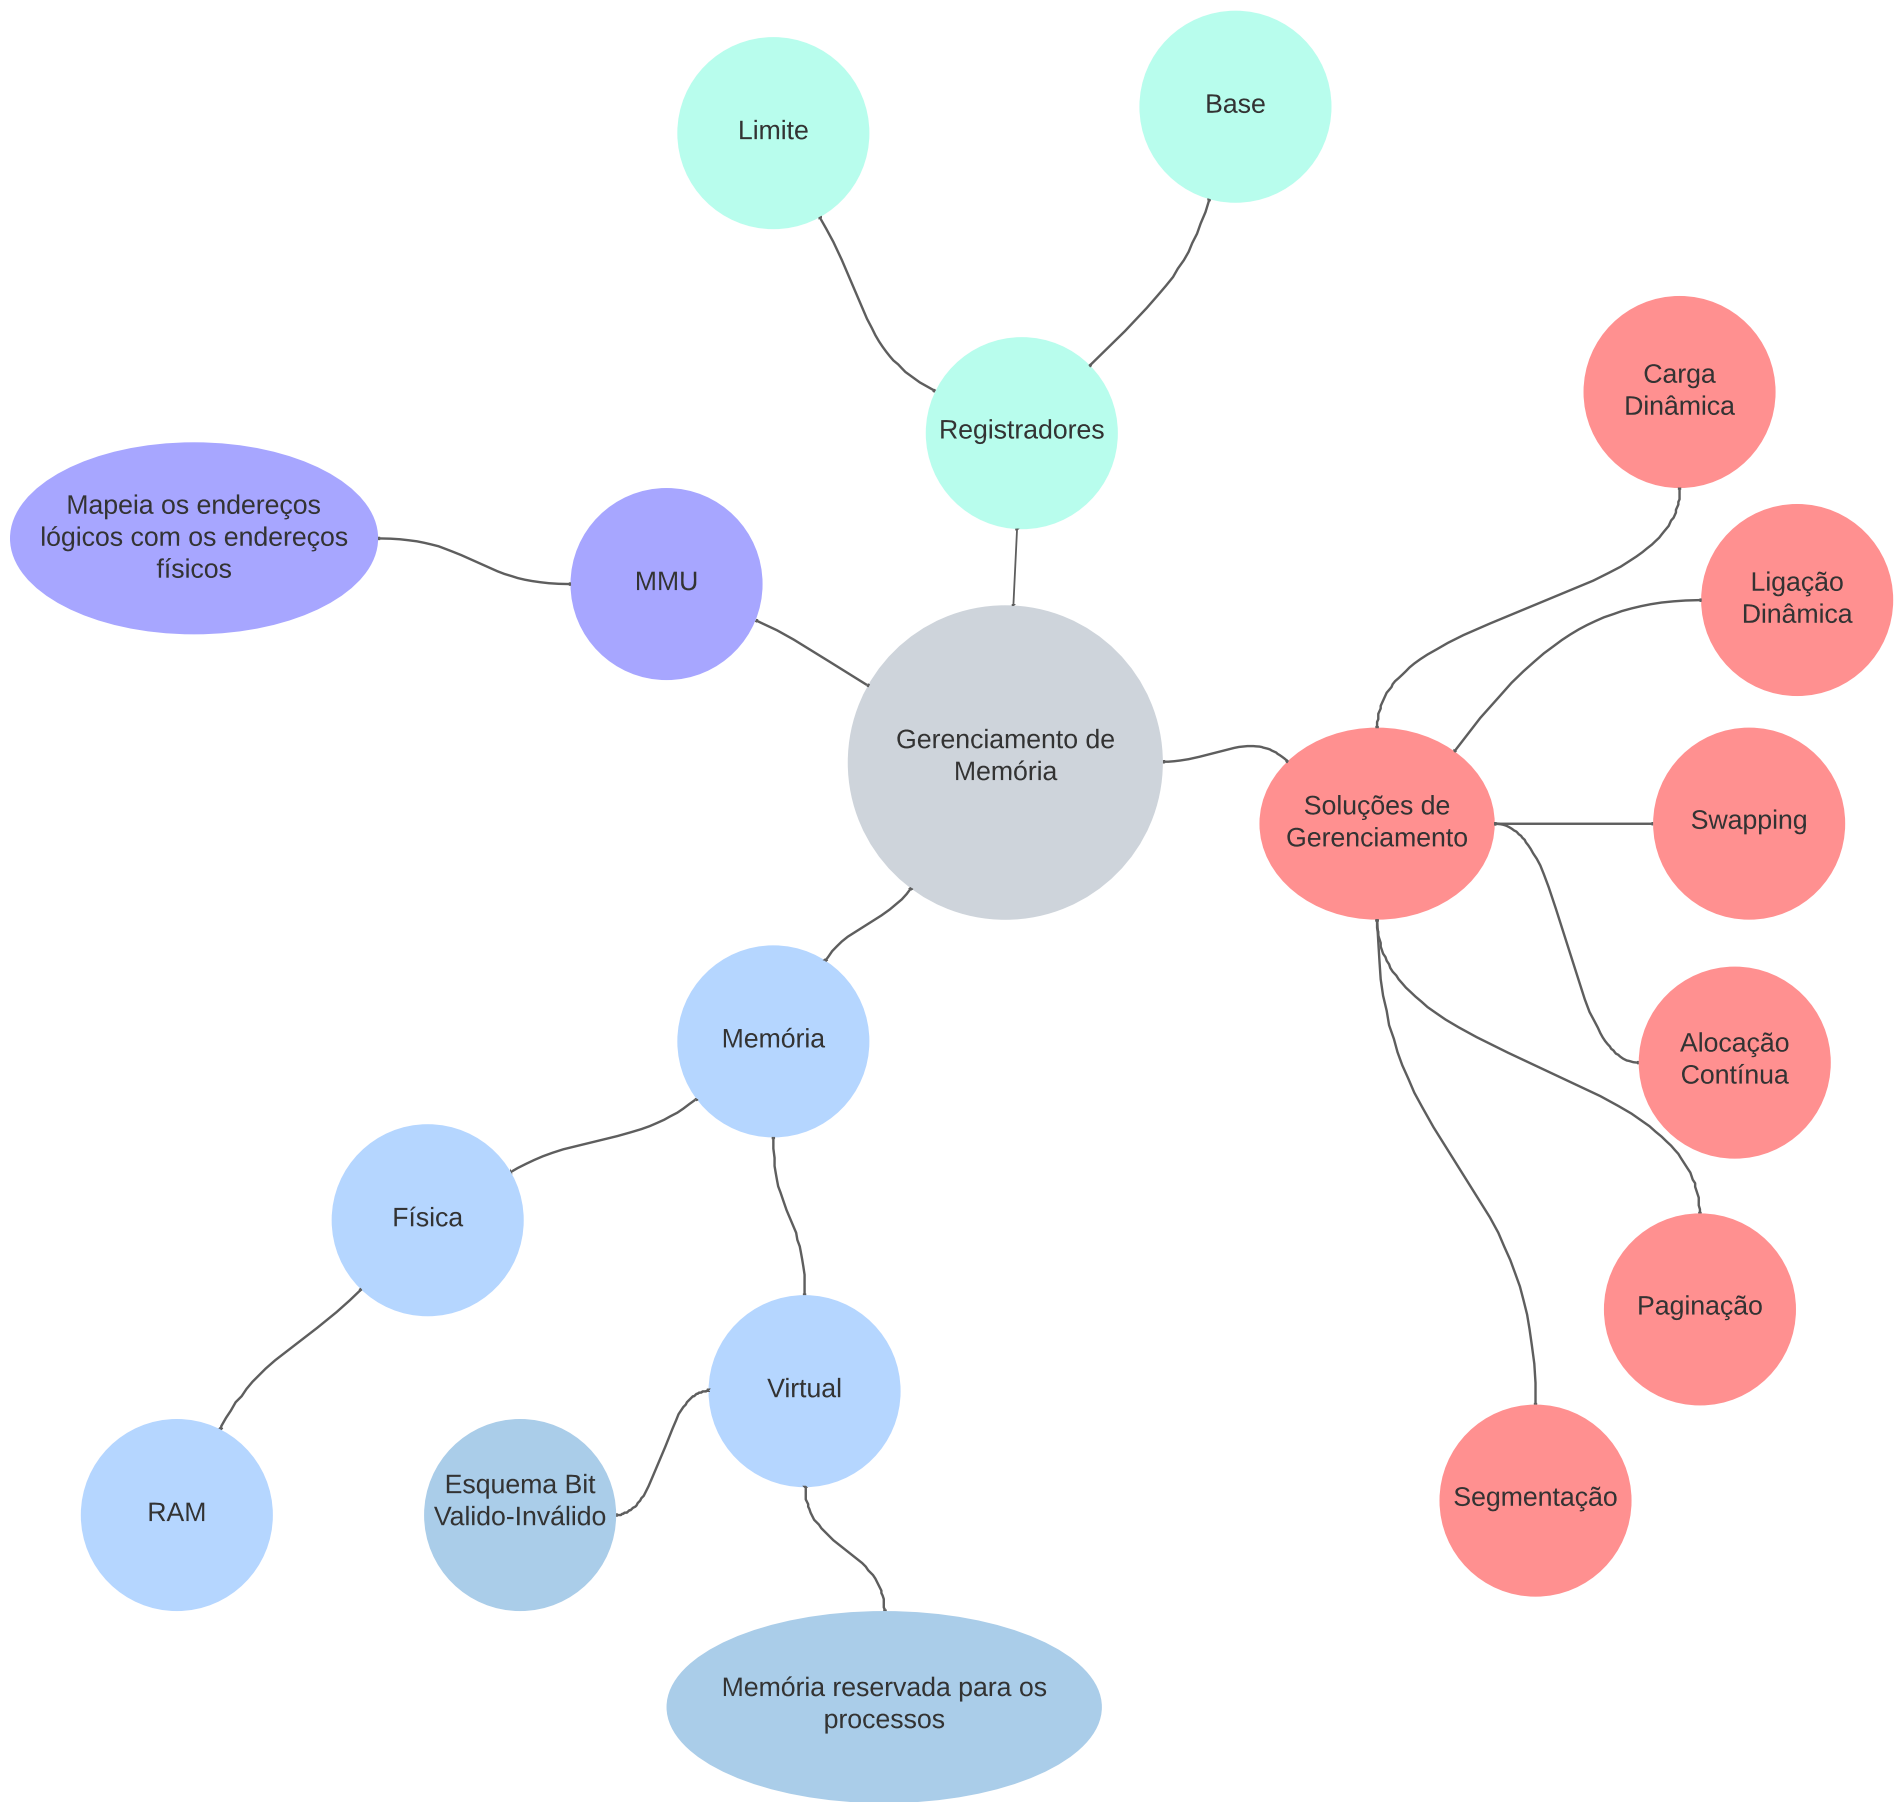 Base
Limite
Carga
Dinâmica
Registradores
Mapeia os endereços
lógicos com os endereços
físicos
MMU
Ligação
Dinâmica
Gerenciamento de
Memória
Soluções de
Gerenciamento
Swapping
Memória
Alocação
Contínua
Física
Paginação
Virtual
Esquema Bit
Valido-Inválido
RAM
Segmentação
Memória reservada para os
processos